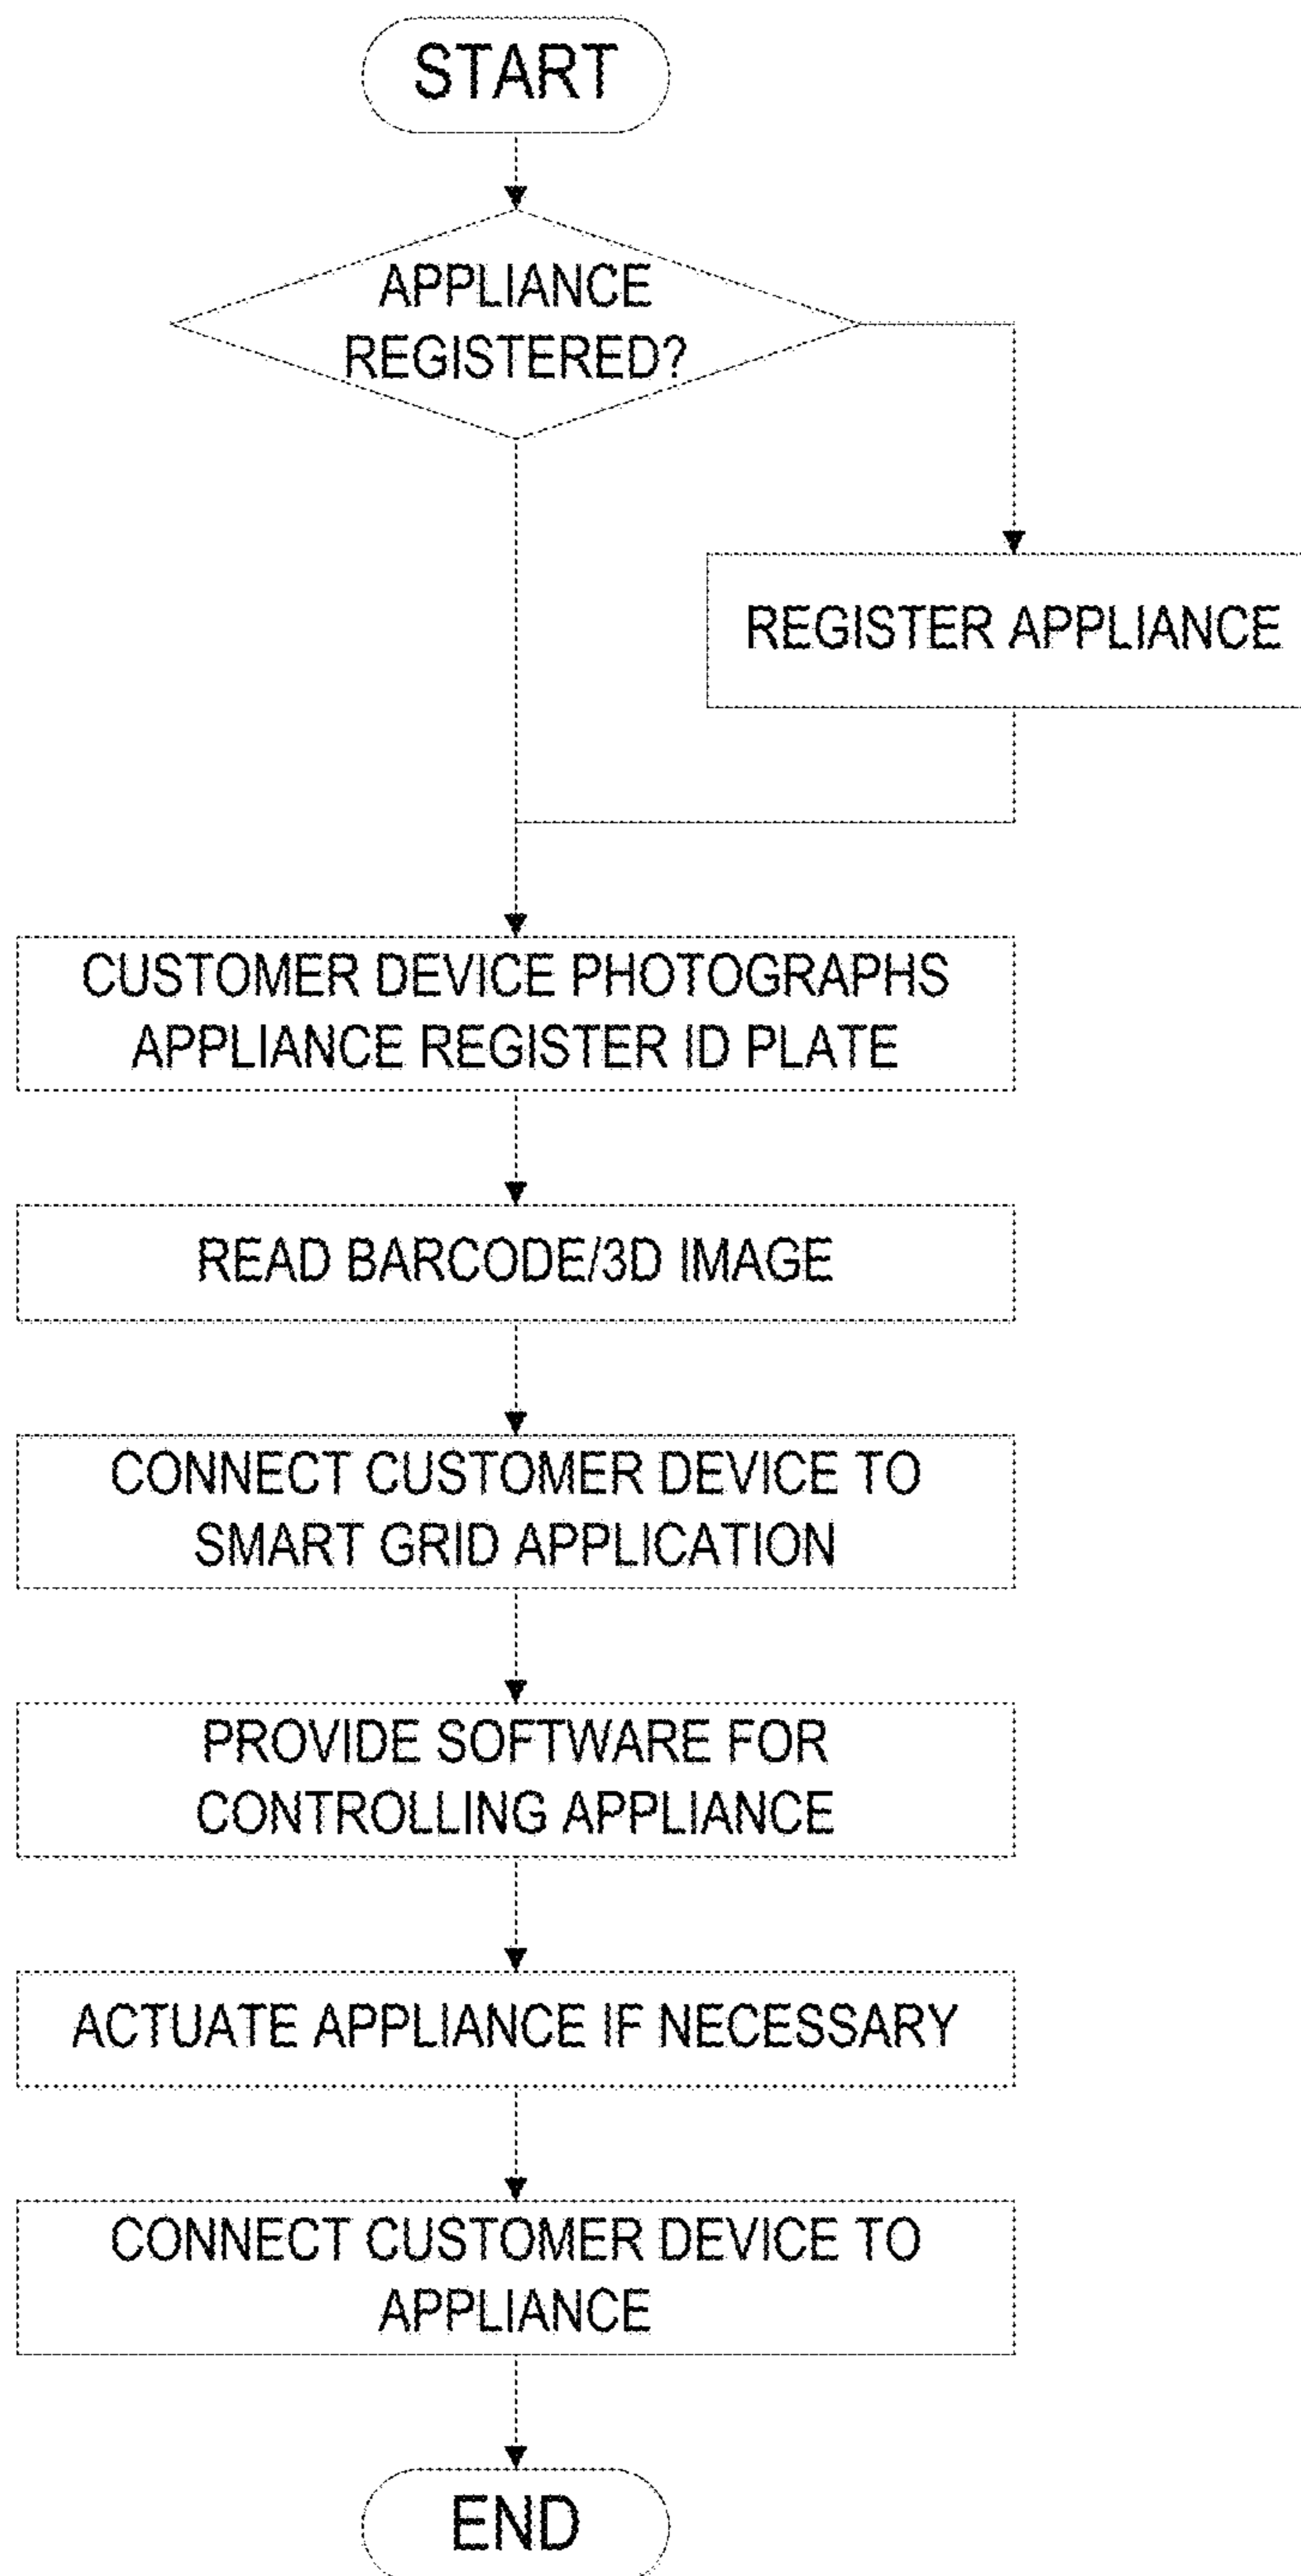 START
APPLIANCE
REGISTERED?
REGISTER APPLIANCE
CUSTOMER DEVICE PHOTOGRAPHS
APPLIANCE REGISTER ID PLATE
READ BARCODE/3D IMAGE
CONNECT CUSTOMER DEVICE TO
SMART GRID APPLICATION
PROVIDE SOFTWARE FOR
CONTROLLING APPLIANCE
ACTUATE APPLIANCE IF NECESSARY
CONNECT CUSTOMER DEVICE TO
APPLIANCE
END